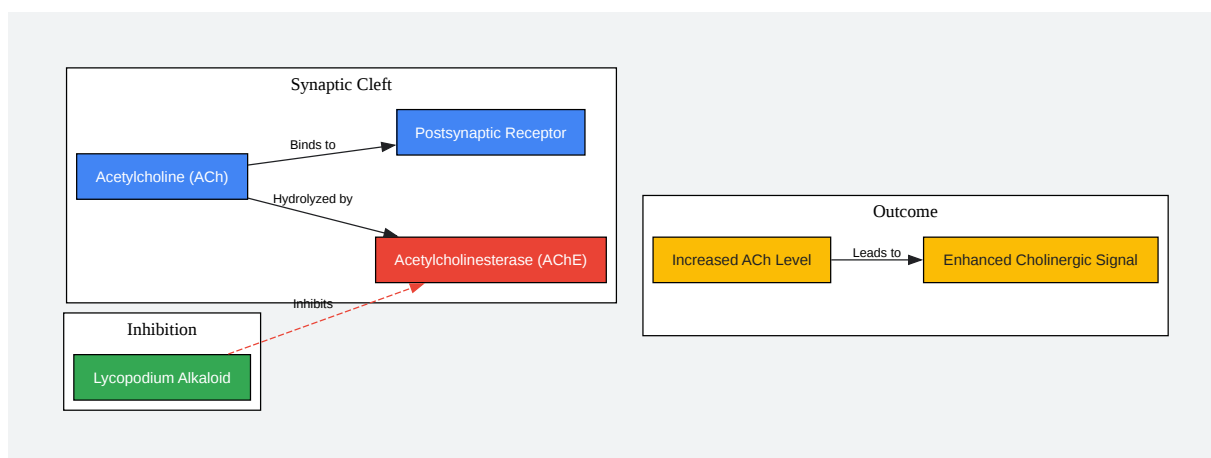 Synaptic Cleft
Postsynaptic Receptor
Binds to
Acetylcholine (ACh)
Hydrolyzed by
Acetylcholinesterase (AChE)
Inhibits
Inhibition
Lycopodium Alkaloid
Outcome
Increased ACh Level
Leads to
Enhanced Cholinergic Signal